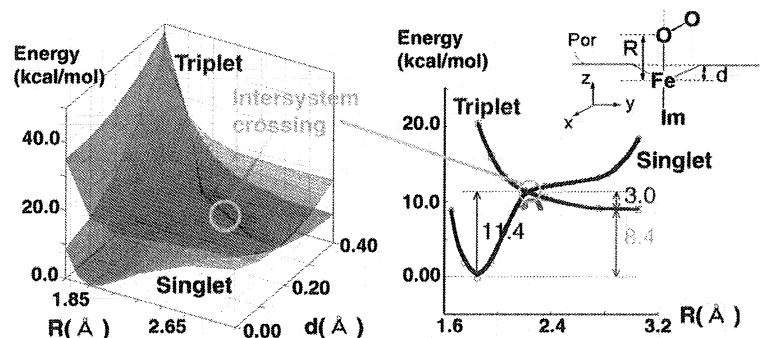 Energy
(kcal/mol)
Triplet
Intersystem
crossing
40.0
20.0
0.0
Singlet
1.85
R(Å)
2.65
0.00
d(Å)
0.20
0.40
Energy
(kcal/mol)
Triplet
20.0
Singlet
10.0
3.0
11.4
8.4
0.00
1.6
2.4
3.2
R(Å)
O
O
Por
R
Fe
d
z
y
x
Im